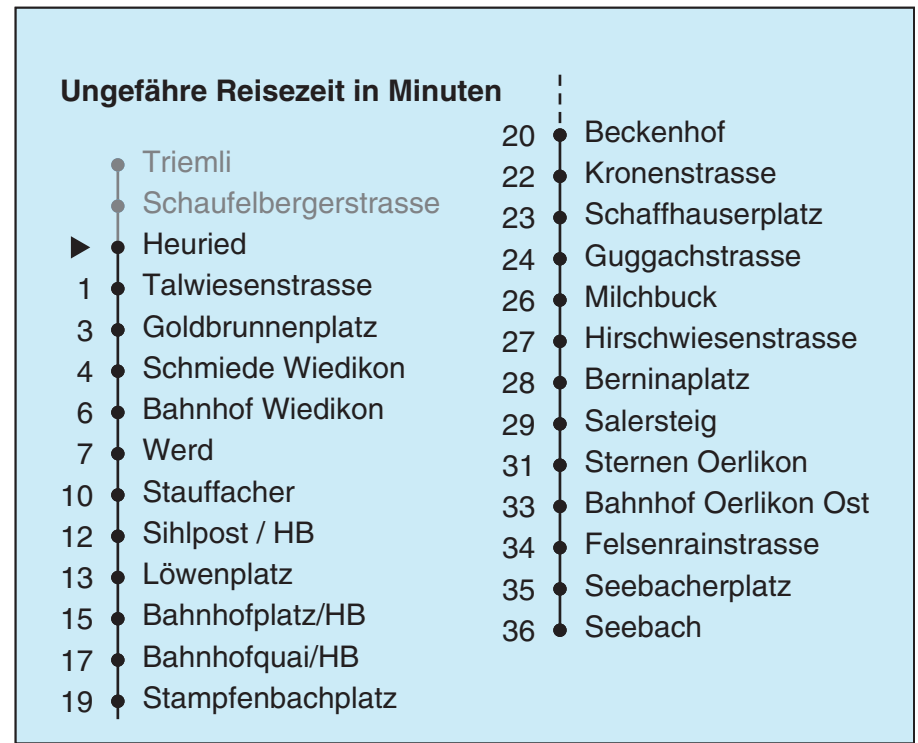 Ungefähre Reisezeit in Minuten
Triemli
Schaufelbergerstrasse
Heuried
1 Talwiesenstrasse
3 Goldbrunnenplatz
4 Schmiede Wiedikon
6 Bahnhof Wiedikon
7 Werd
10 Stauffacher
12 Sihlpost / HB
13 Löwenplatz
15 Bahnhofplatz/HB
17 Bahnhofquai/HB
19 Stampfenbachplatz
20 Beckenhof
22 Kronenstrasse
23 Schaffhauserplatz
24 Guggachstrasse
26 Milchbuck
27 Hirschwiesenstrasse
28 Berninaplatz
29 Salersteig
31 Sternen Oerlikon
33 Bahnhof Oerlikon Ost
34 Felsenrainstrasse
35 Seebacherplatz
36 Seebach